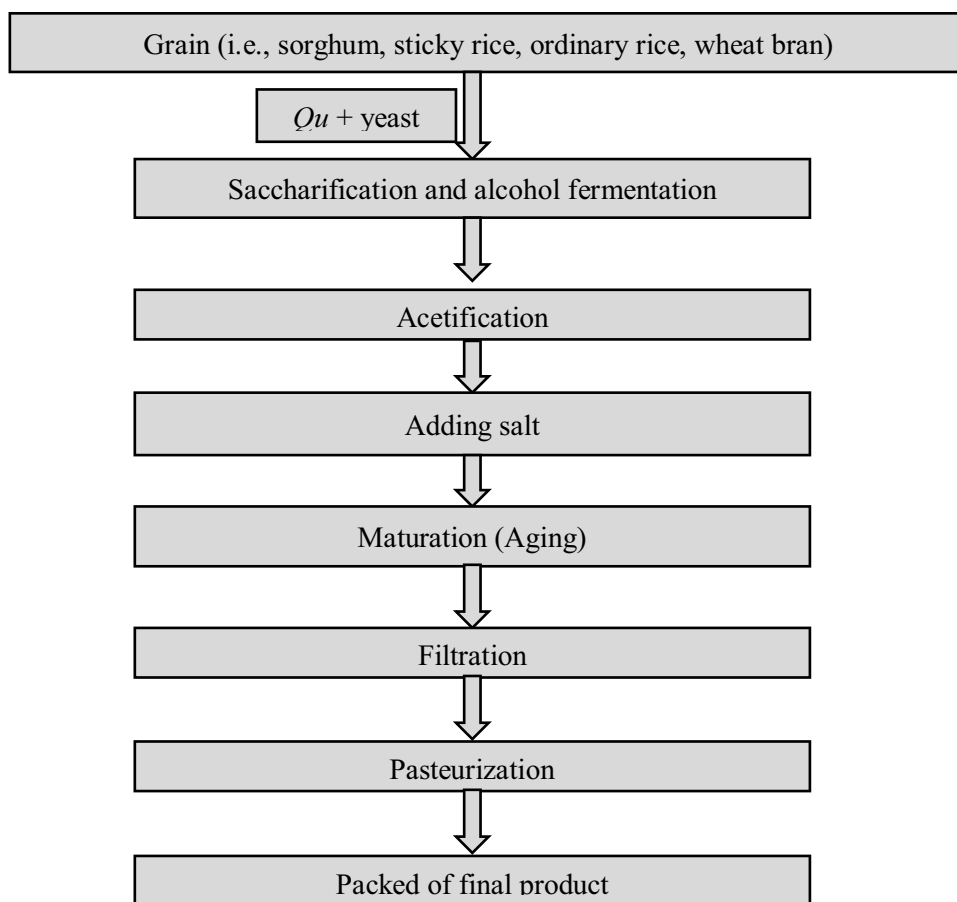 Grain (i.e., sorghum, sticky rice, ordinary rice, wheat bran)
Qu + yeast
Saccharification and alcohol fermentation
Acetification
Adding salt
Maturation (Aging)
Filtration
Pasteurization
Packed of final product